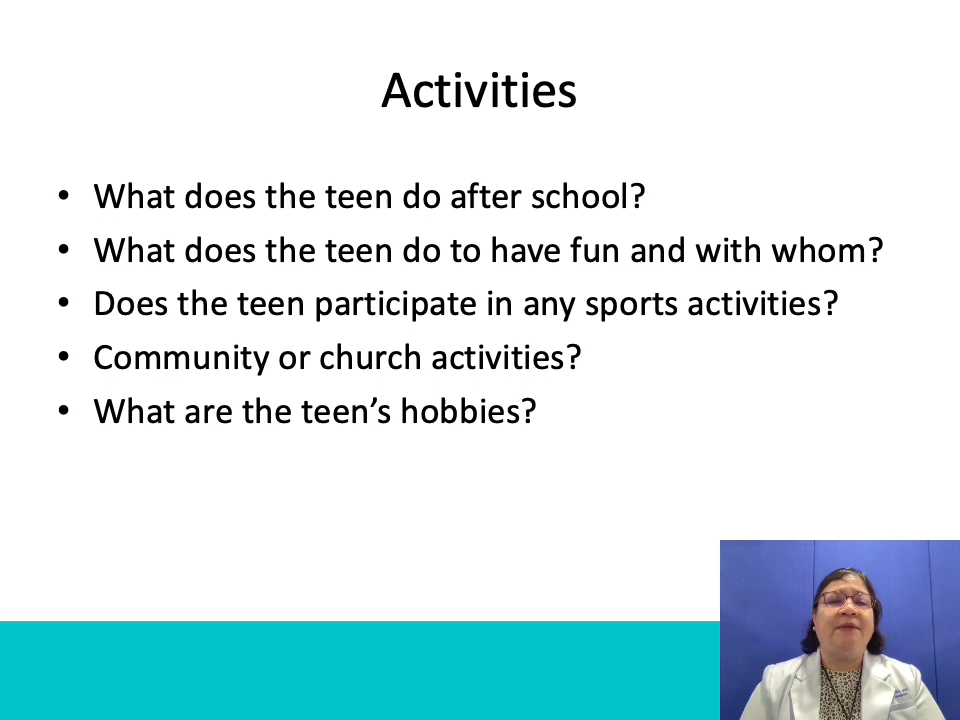 Activities
• What does the teen do after school?
• What does the teen do to have fun and with whom?
• Does the teen participate in any sports activities?
• Community or church activities?
• What are the teen’s hobbies?